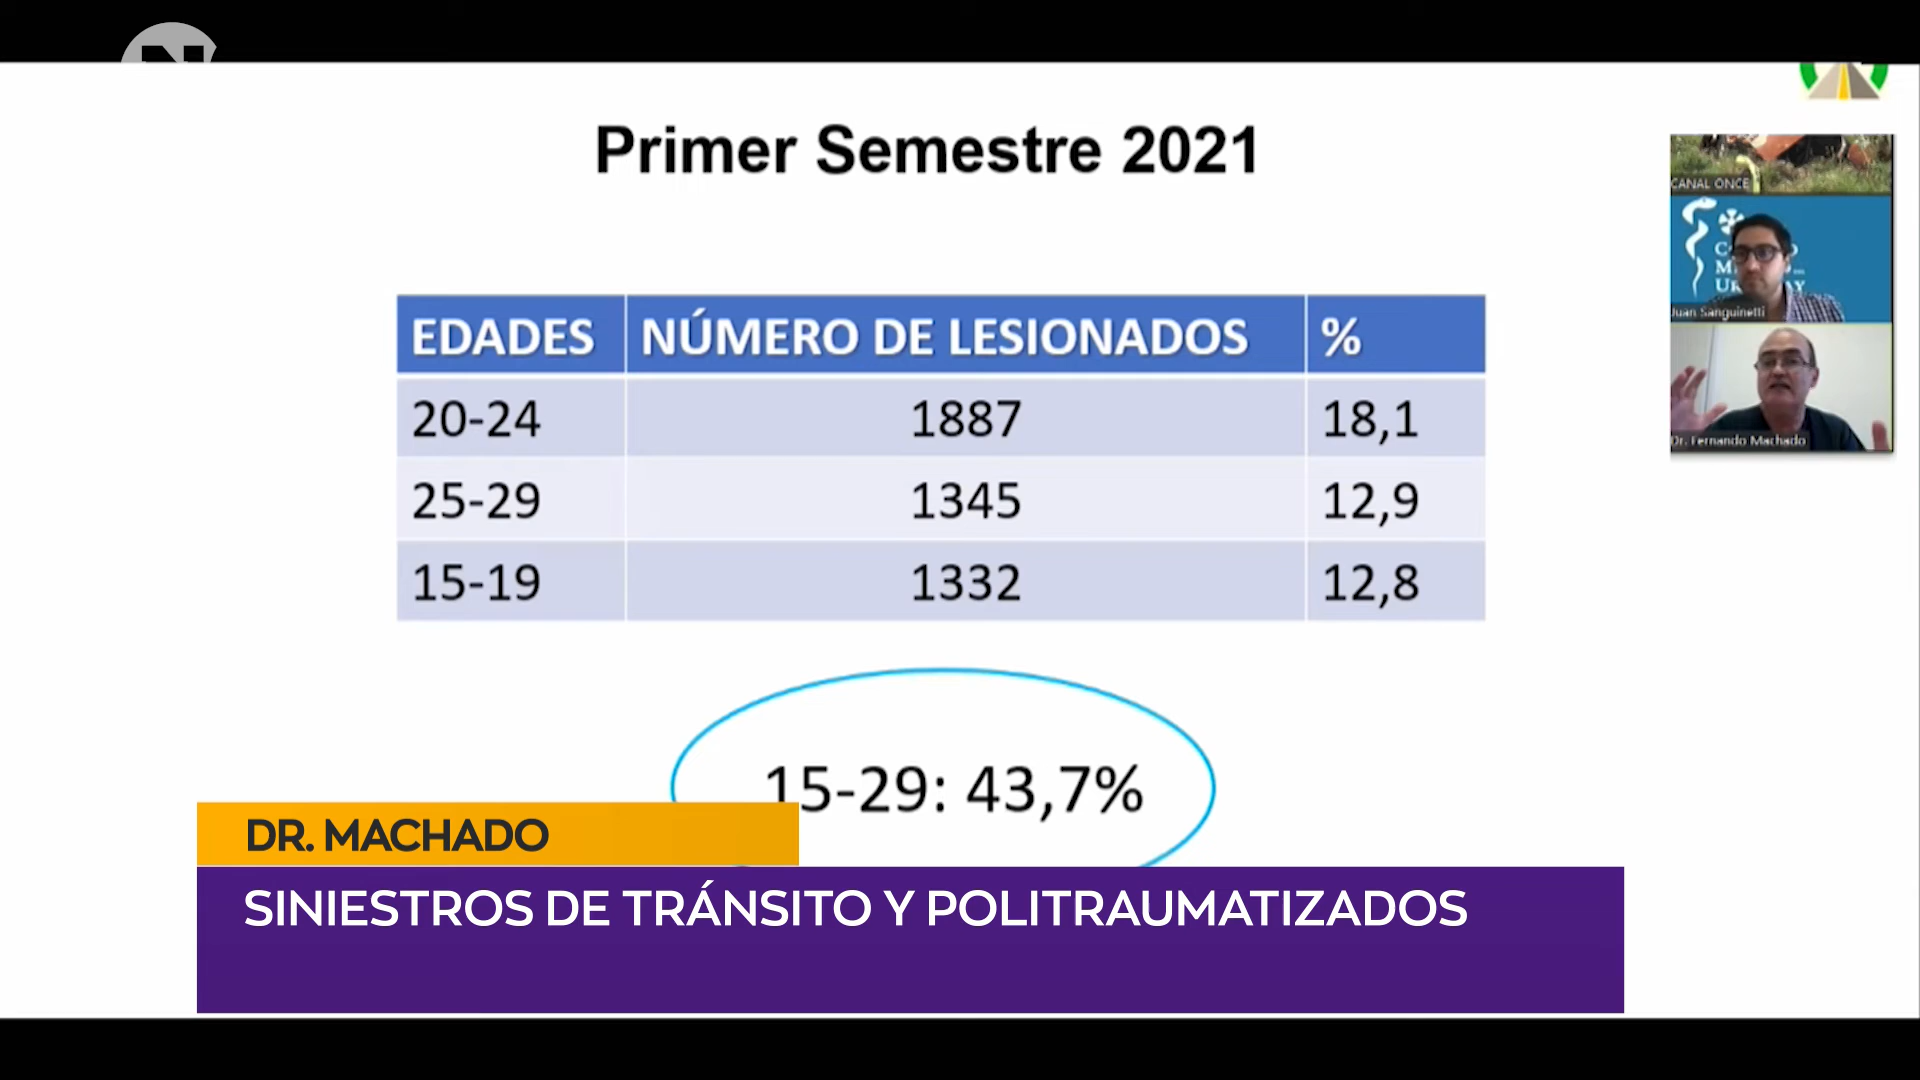 Primer Semestre 2021
CANAL ONCE
Juan Sanguinetti
Dr. Fernando Machado
EDADES NÚMERO DE LESIONADOS %
20-24 1887 18,1
25-29 1345 12,9
15-19 1332 12,8
15-29: 43,7%
DR. MACHADO
SINIESTROS DE TRÁNSITO Y POLITRAUMATIZADOS